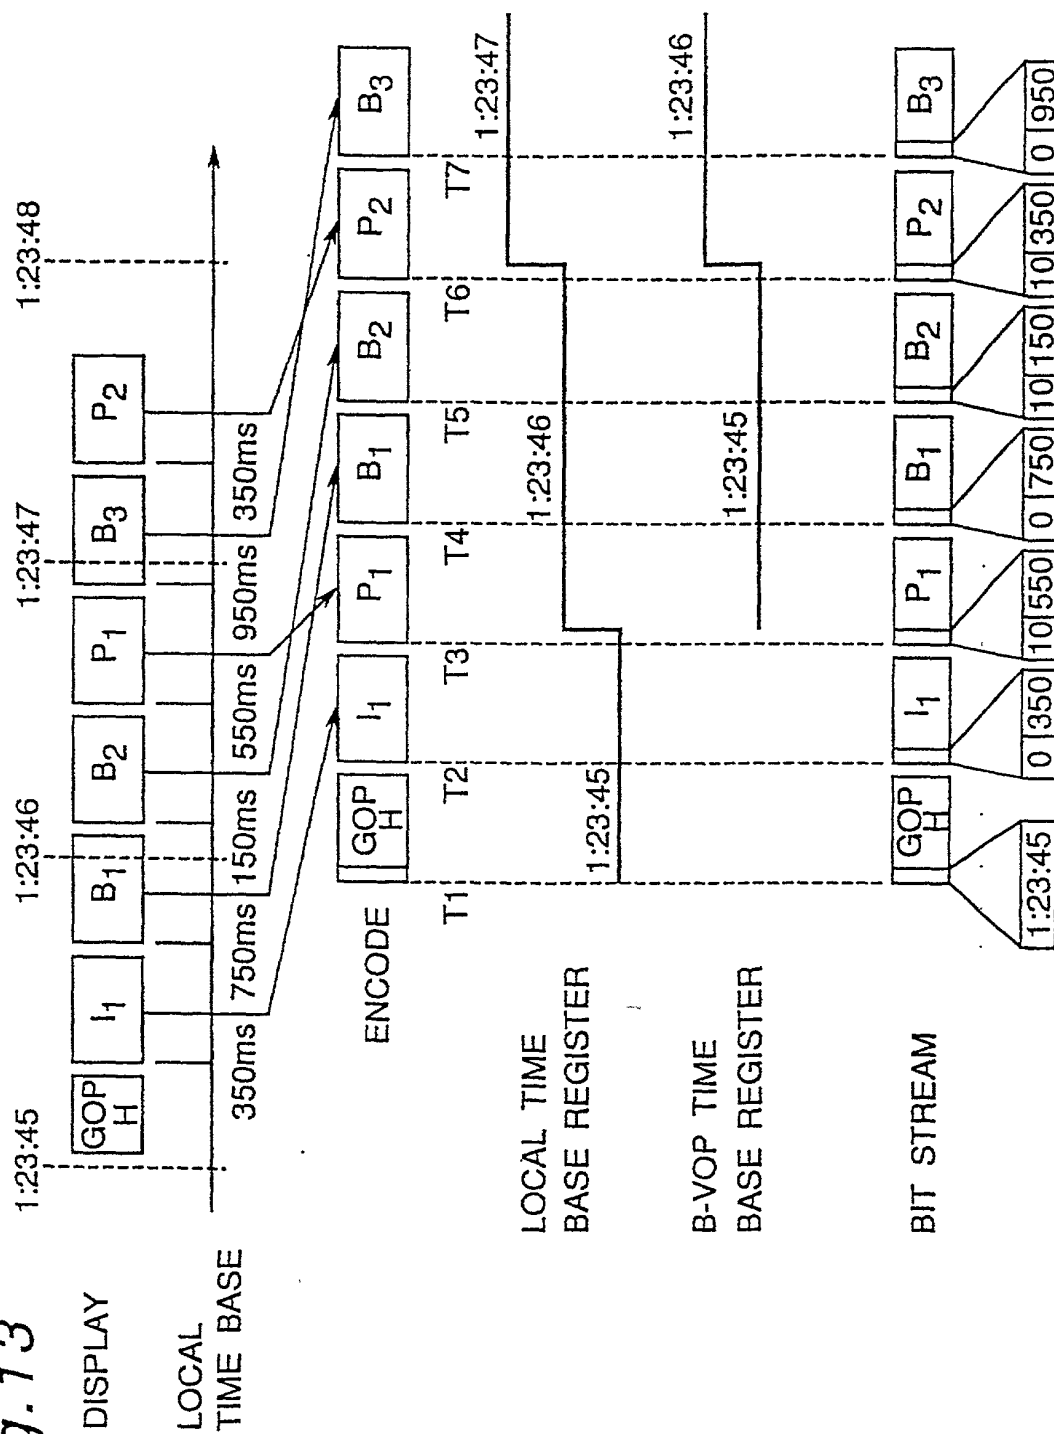 g. 13
1:23:45 1:23:46 1:23:47 1:23:48
DISPLAY GOP H I1 B1 B2 P1 B3 P2
LOCAL
TIME BASE
350ms 750ms 150ms 550ms 950ms 350ms
ENCODE GOP H I1 P1 B1 B2 P2 B3
T1 T2 T3 T4 T5 T6 T7
LOCAL TIME
BASE REGISTER
1:23:45 1:23:46 1:23:47
B-VOP TIME
BASE REGISTER
1:23:45 1:23:46
BIT STREAM GOP H I1 P1 B1 B2 P2 B3
1:23:45 0 350 10 550 0 750 10 150 10 350 0 950